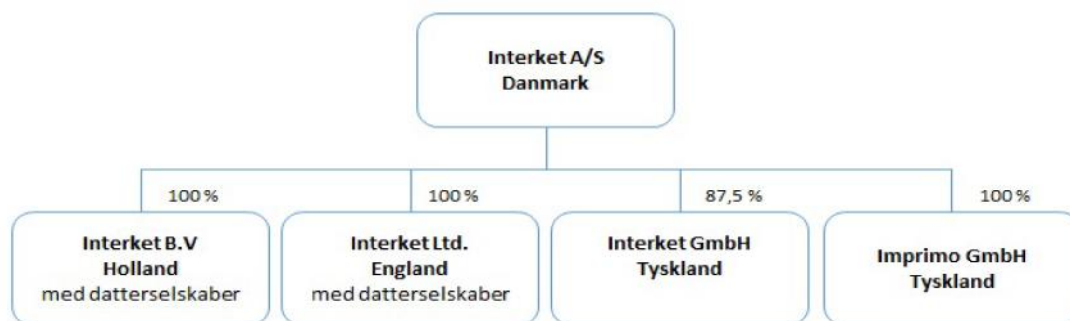 Interket A/S
Danmark
100 %
100 %
87,5 %
100 %
Interket B.V
Holland
med datterselskaber
Interket Ltd.
England
med datterselskaber
Interket GmbH
Tyskland
Imprimo GmbH
Tyskland